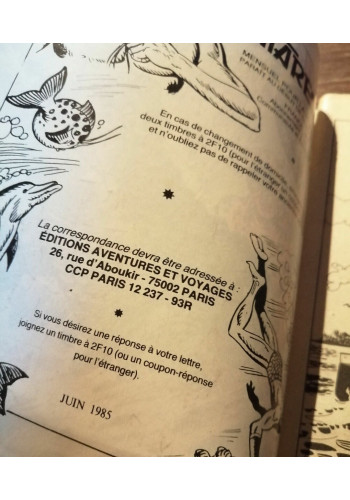 MENSUEL
PARAIT AU
En cas de changement de
deux timbres à 2F10 (pour l'étranger
et n'oubliez pas de rappeler votre
La correspondance devra être adressée à :
ÉDITIONS AVENTURES ET VOYAGES
26, rue d'Aboukir - 75002 PARIS
CCP PARIS 12 237 - 93R
Si vous désirez une réponse à votre lettre,
joignez un timbre à 2F10 (ou un coupon-réponse
pour l'étranger).
JUIN 1985